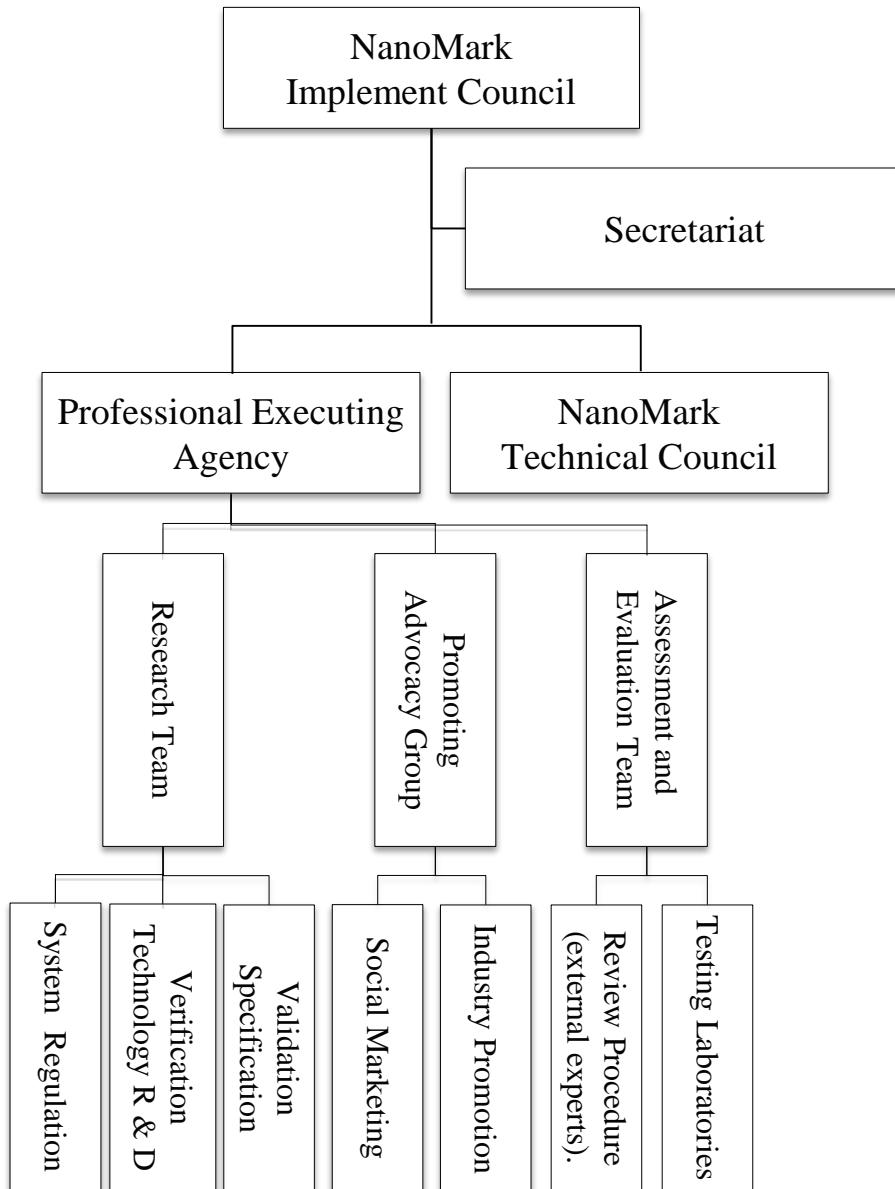 NanoMark
Implement Council
Secretariat
Professional Executing
Agency
NanoMark
Technical Council
Research Team
Promoting
Advocacy Group
Assessment and
Evaluation Team
System Regulation
Verification
Technology R & D
Validation
Specification
Social Marketing
Industry Promotion
Review Procedure
(external experts).
Testing Laboratories